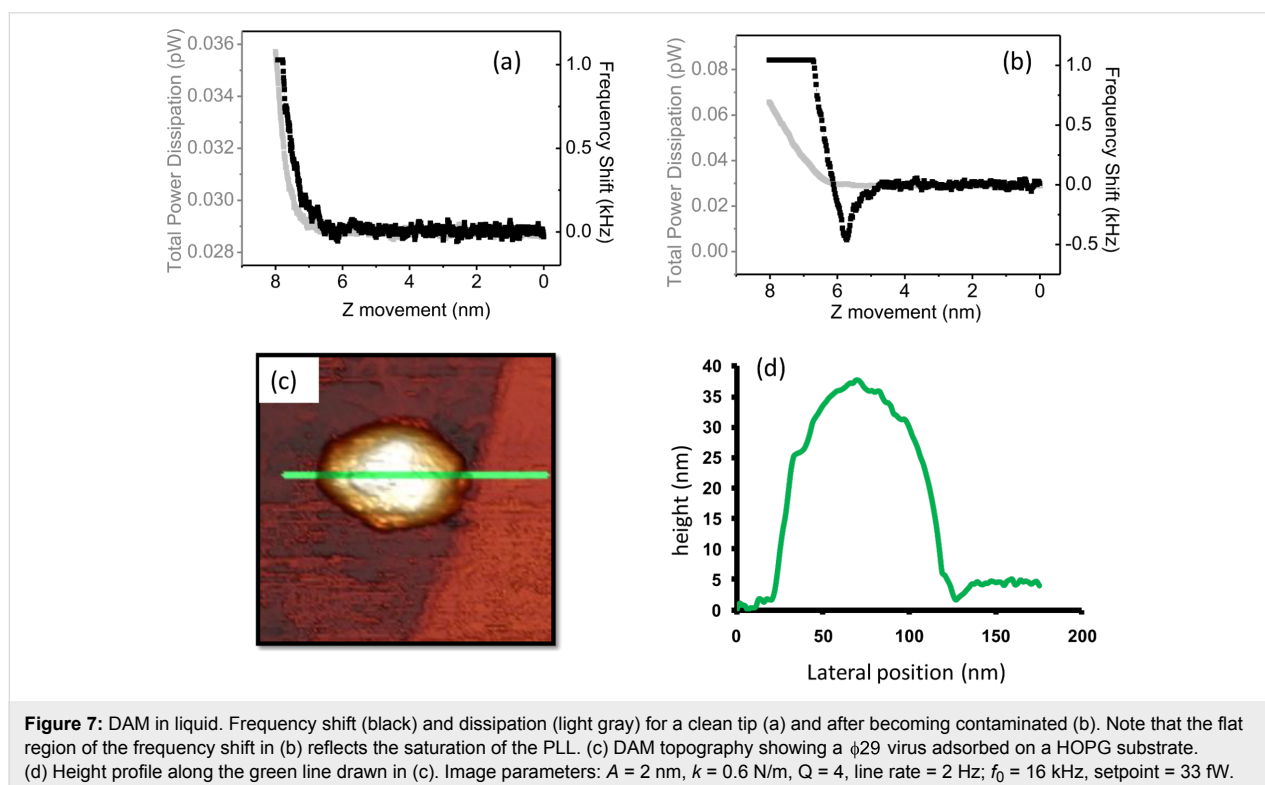 (a)
Total Power Dissipation (pW)
0.036
0.034
0.032
0.030
0.028
1.0
0.5
0.0
Frequency Shift (kHz)
8 6 4 2 0
Z movement (nm)
(b)
Total Power Dissipation (pW)
0.08
0.06
0.04
0.02
0.00
1.0
0.5
0.0
-0.5
Frequency Shift (kHz)
8 6 4 2 0
Z movement (nm)
(c)
(d)
height (nm)
40
35
30
25
20
15
10
5
0
0 50 100 150 200
Lateral position (nm)
Figure 7: DAM in liquid. Frequency shift (black) and dissipation (light gray) for a clean tip (a) and after becoming contaminated (b). Note that the flat
region of the frequency shift in (b) reflects the saturation of the PLL. (c) DAM topography showing a ϕ29 virus adsorbed on a HOPG substrate.
(d) Height profile along the green line drawn in (c). Image parameters: A = 2 nm, k = 0.6 N/m, Q = 4, line rate = 2 Hz; f₀ = 16 kHz, setpoint = 33 fW.